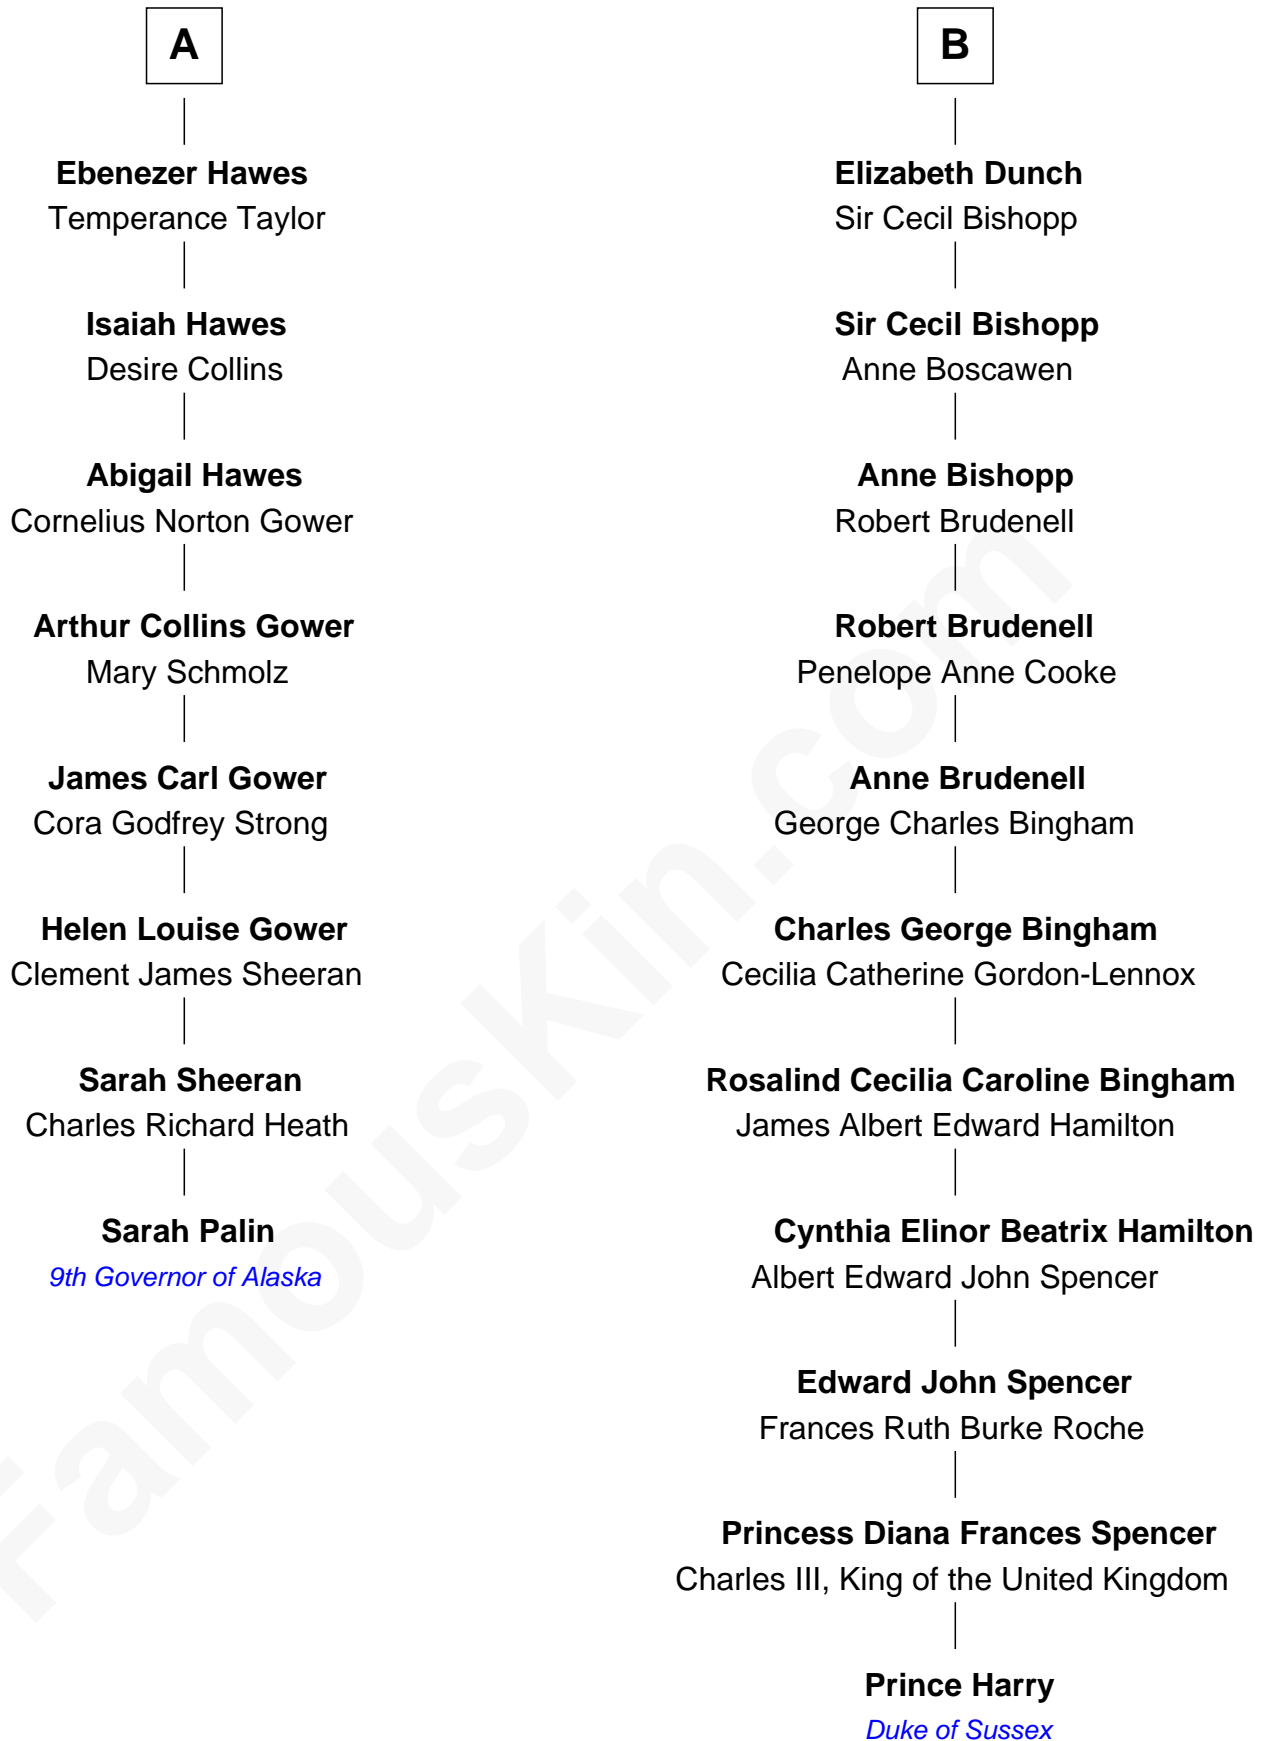 A
Ebenezer Hawes
Temperance Taylor
Isaiah Hawes
Desire Collins
Abigail Hawes
Cornelius Norton Gower
Arthur Collins Gower
Mary Schmolz
James Carl Gower
Cora Godfrey Strong
Helen Louise Gower
Clement James Sheeran
Sarah Sheeran
Charles Richard Heath
Sarah Palin
9th Governor of Alaska
B
Elizabeth Dunch
Sir Cecil Bishopp
Sir Cecil Bishopp
Anne Boscawen
Anne Bishopp
Robert Brudenell
Robert Brudenell
Penelope Anne Cooke
Anne Brudenell
George Charles Bingham
Charles George Bingham
Cecilia Catherine Gordon-Lennox
Rosalind Cecilia Caroline Bingham
James Albert Edward Hamilton
Cynthia Elinor Beatrix Hamilton
Albert Edward John Spencer
Edward John Spencer
Frances Ruth Burke Roche
Princess Diana Frances Spencer
Charles III, King of the United Kingdom
Prince Harry
Duke of Sussex
FamousKin.com